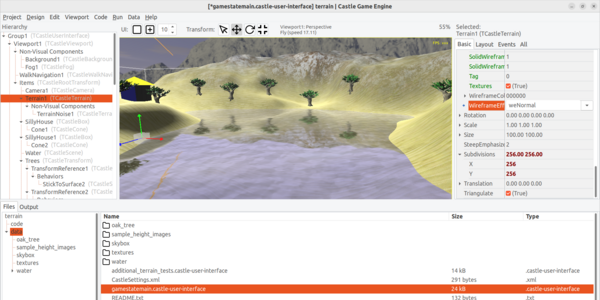 [*gamestatemain.castle-user-interface] terrain | Castle Game Engine
Project Design Edit Viewport Code Run Data Help
Hierarchy
Group1 (TCastleUserInterface)
Viewport1 (TCastleViewport)
Non-Visual Components
Background1 (TCastleBackground
Fog1 (TCastleFog)
WalkNavigation1 (TCastleWalkNavi
Items (TCastleRootTransform)
Camera1 (TCastleCamera)
Terrain1 (TCastleTerrain)
Non-Visual Components
TerrainNoise1 (TCastleTerra
SillyHouse (TCastleBox)
Cone1 (TCastleCone)
SillyHouse1 (TCastleBox)
Cone2 (TCastleCone)
Water (TCastleScene)
Trees (TCastleTransform)
TransformReference1 (TCastl
Behaviors
StickToSurface2 (TCastleS
TransformReference2 (TCastl
UI:
10
Transform:
Viewport1: Perspective
Fly (speed 17.11)
55%
Selected:
Terrain1 (TCastleTerrain)
Basic Layout Events All
SolidWirefram 1
SolidWirefram 1
Tag 0
Textures (True)
WireframeColo 000000
WireframeEff weNormal
Rotation 0.00 0.00 0.00 0.00
Scale 1.00 1.00 1.00
Size 100.00 100.00
SteepEmphasize 2
Subdivisions 256.00 256.00
X 256
Y 256
Translation 0.00 0.00 0.00
Triangulate (True)
Files Output
terrain
code
data
oak_tree
sample_height_images
skybox
textures
water
Name Size Type
oak_tree
sample_height_images
skybox
textures
water
additional_terrain_tests.castle-user-interface 14 kB .castle-user-interface
CastleSettings.xml 291 bytes .xml
gamestatemain.castle-user-interface 24 kB .castle-user-interface
README.txt 132 bytes .txt